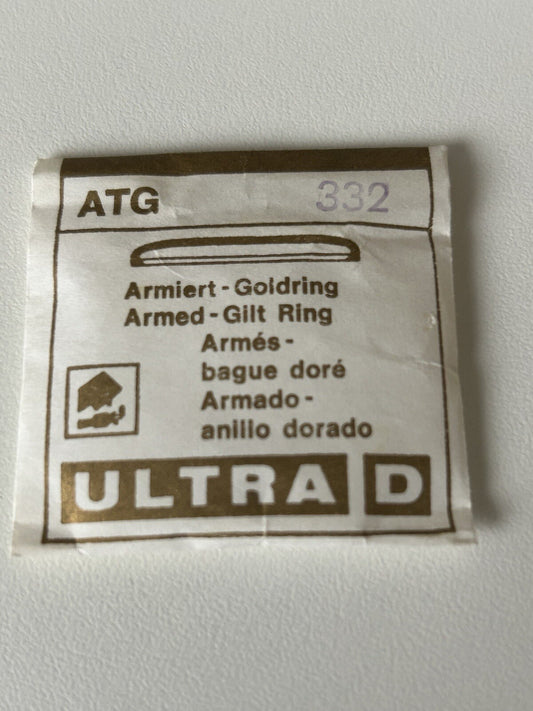 ATG 332
Armiert-Goldring
Armed-Gilt Ring
Armés-
bague doré
Armado-
anillo dorado
ULTRA D